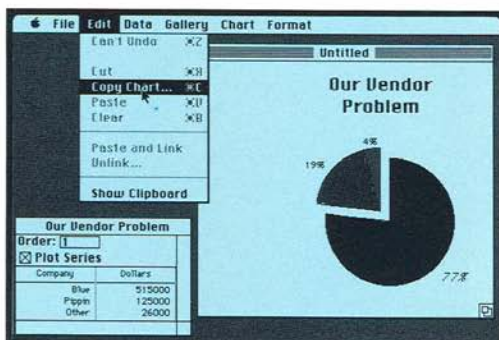 File Edit Data Gallery Chart Format
Can't Undo ⌘Z
Cut ⌘X
Copy Chart... ⌘C
Paste ⌘V
Clear ⌘B
Paste and Link
Unlink...
Show Clipboard
Untitled
Our Vendor
Problem
4%
19%
77%
Our Vendor Problem
Order: 1
Plot Series
Company Dollars
Blue 515000
Pippin 125000
Other 26000